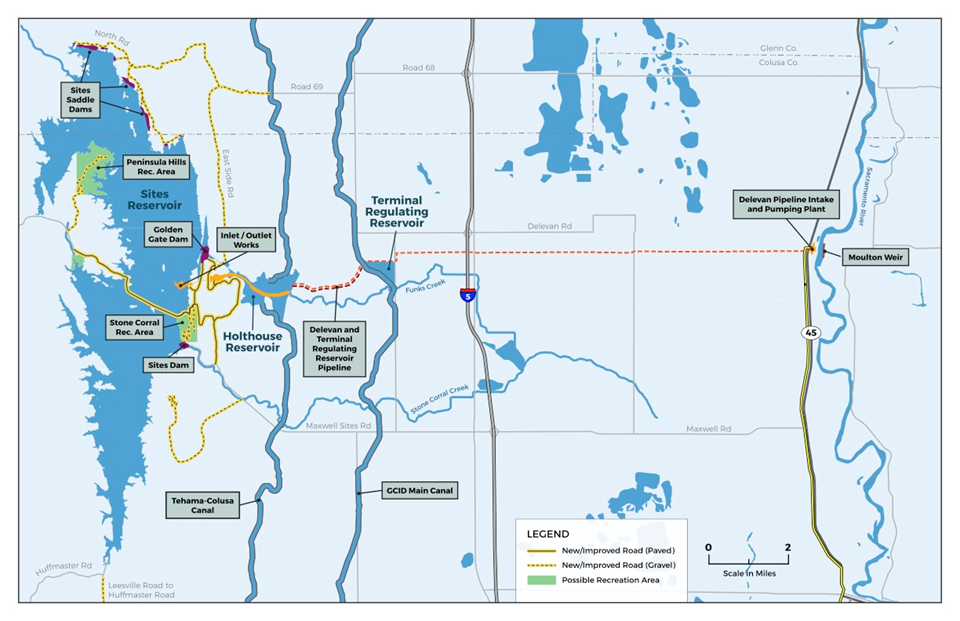 North Rd
Glenn Co.
Colusa Co.
Road 68
Road 69
Sites
Saddle
Dams
Peninsula Hills
Rec. Area
East Side Rd
Sites
Reservoir
Terminal
Regulating
Reservoir
Sacramento River
Delevan Pipeline Intake
and Pumping Plant
Golden
Gate Dam
Inlet / Outlet
Works
Delevan Rd
Moulton Weir
Funks Creek
5
Stone Corral
Rec. Area
Holthouse
Reservoir
Delevan and
Terminal
Regulating
Reservoir
Pipeline
45
Sites Dam
Stone Corral Creek
Maxwell Sites Rd
Maxwell Rd
Tehama-Colusa
Canal
GCID Main Canal
LEGEND
New/Improved Road (Paved)
New/Improved Road (Gravel)
Possible Recreation Area
0 2
Scale in Miles
Huffmaster Rd
Leesville Road to
Huffmaster Road